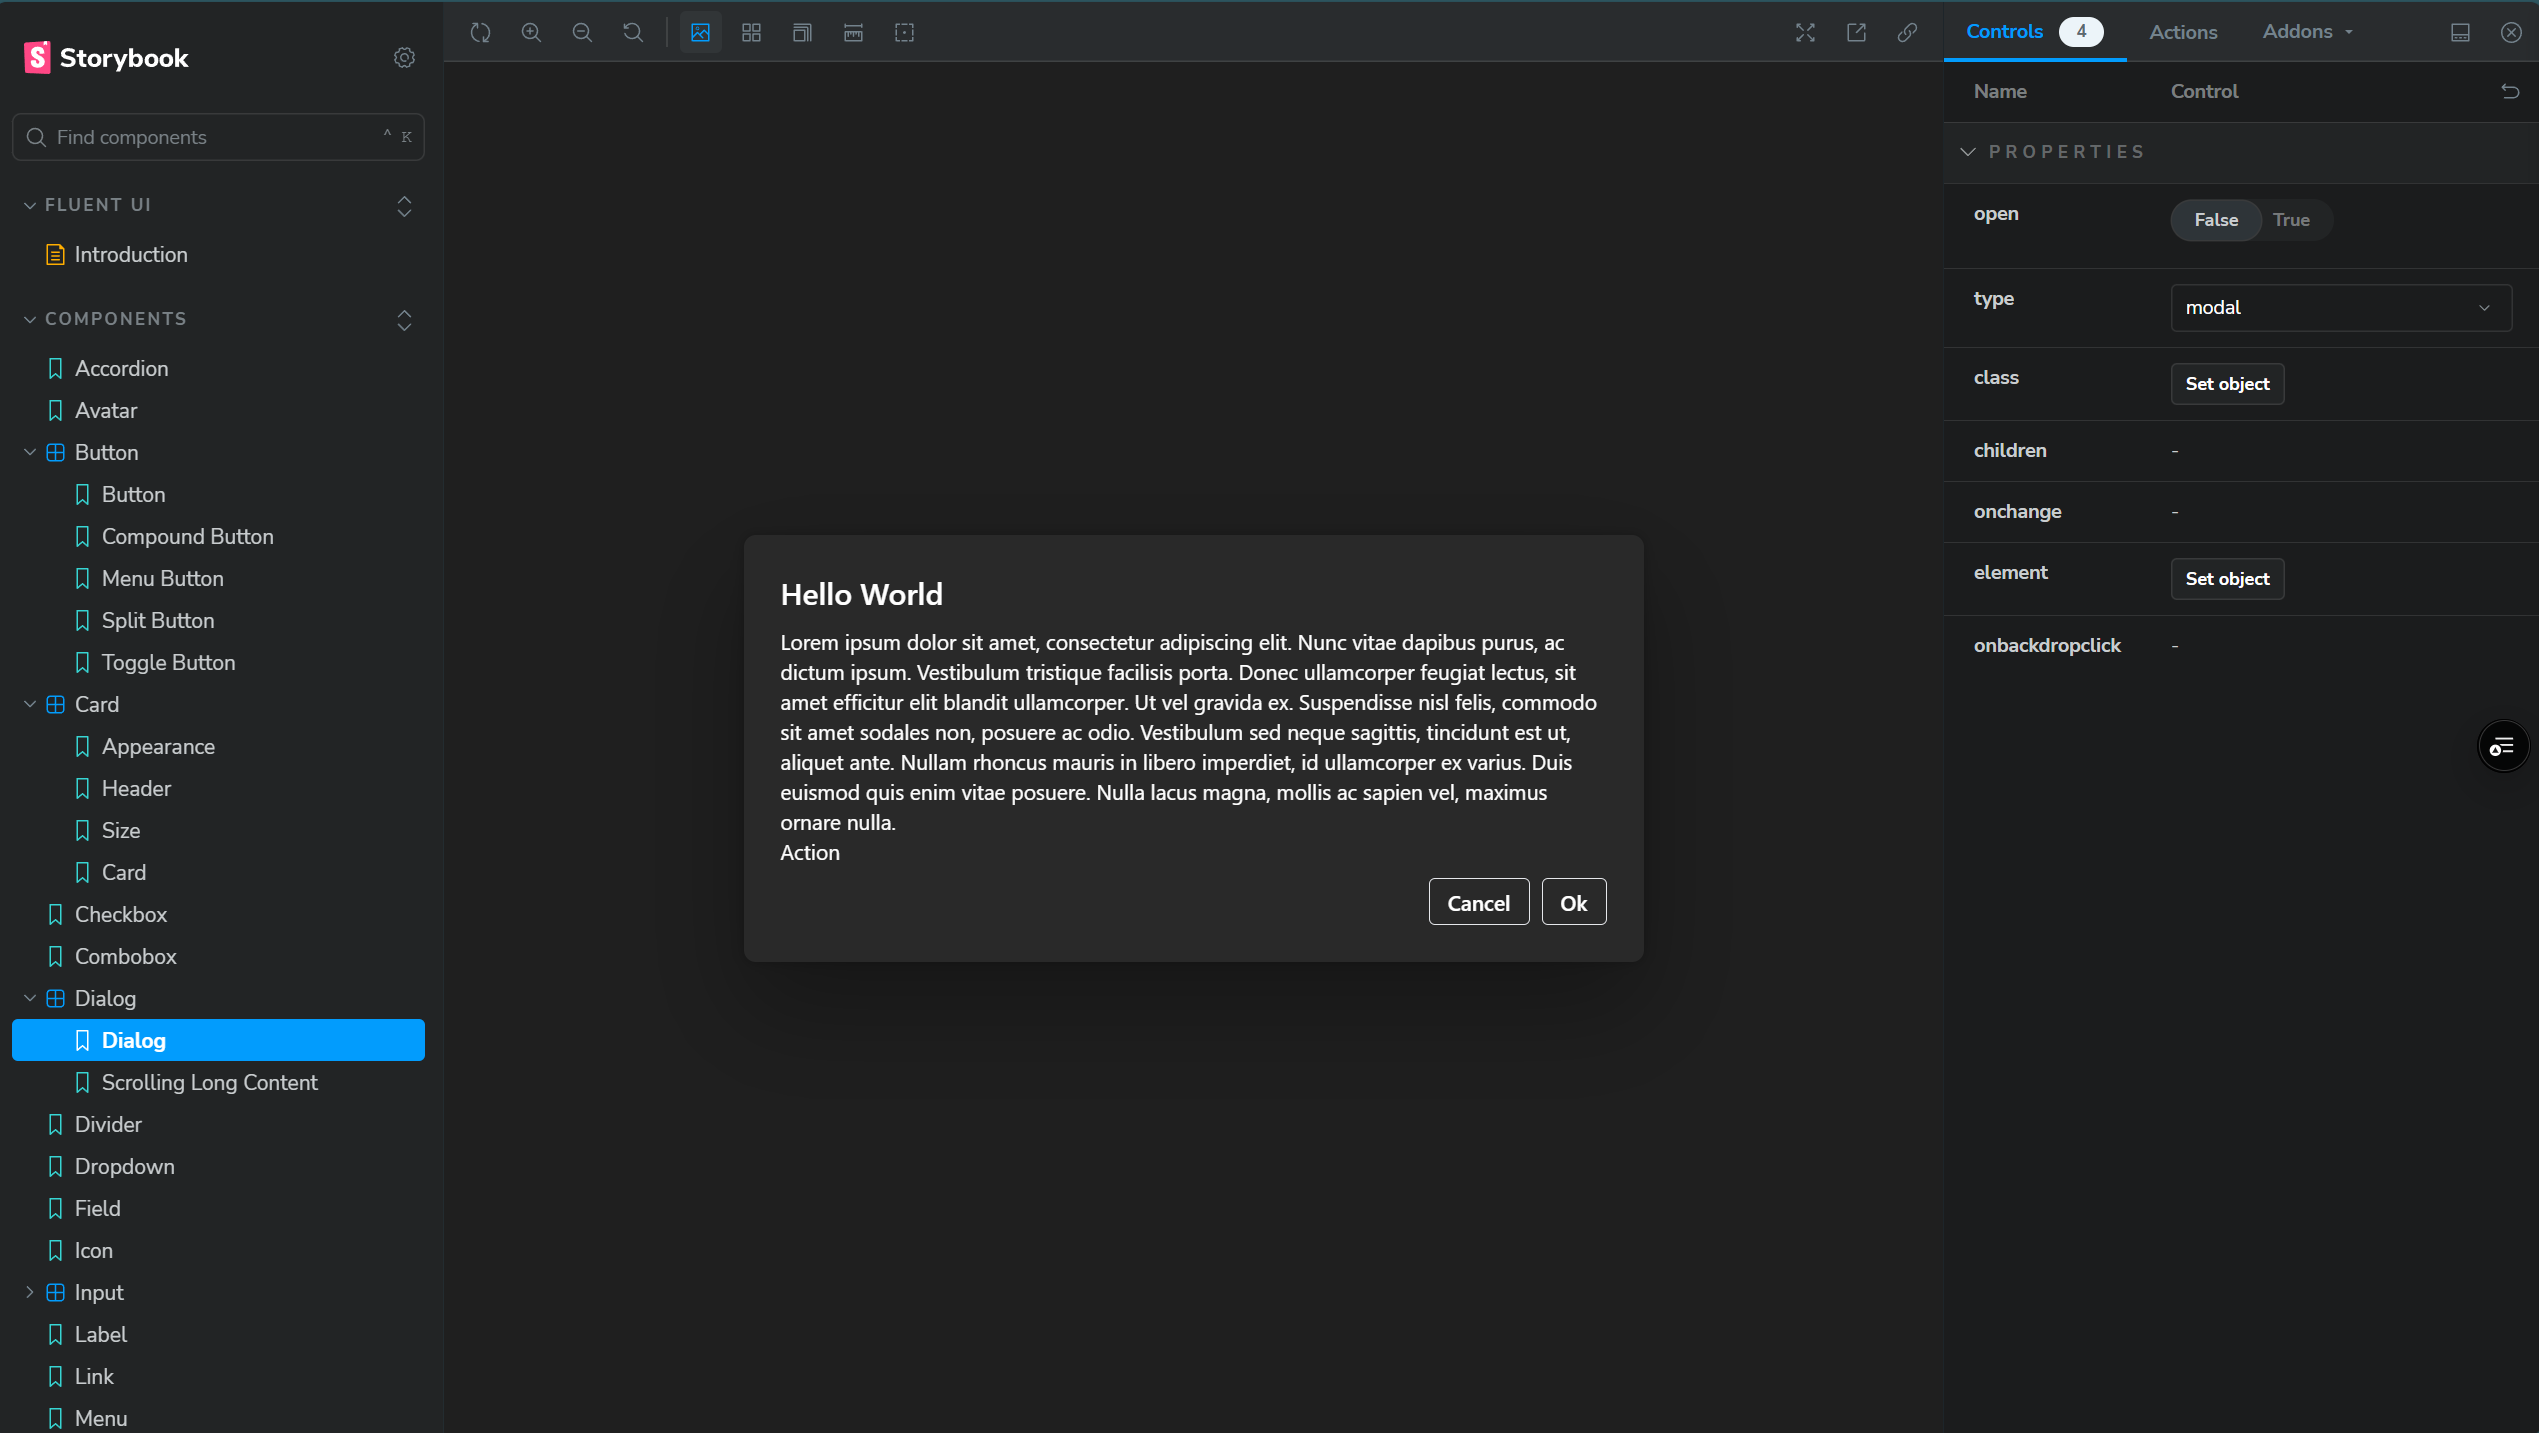 Storybook
Find components
^ K
FLUENT UI
Introduction
COMPONENTS
Accordion
Avatar
Button
Button
Compound Button
Menu Button
Split Button
Toggle Button
Card
Appearance
Header
Size
Card
Checkbox
Combobox
Dialog
Dialog
Scrolling Long Content
Divider
Dropdown
Field
Icon
Input
Label
Link
Menu
Hello World
Lorem ipsum dolor sit amet, consectetur adipiscing elit. Nunc vitae dapibus purus, ac
dictum ipsum. Vestibulum tristique facilisis porta. Donec ullamcorper feugiat lectus, sit
amet efficitur elit blandit ullamcorper. Ut vel gravida ex. Suspendisse nisl felis, commodo
sit amet sodales non, posuere ac odio. Vestibulum sed neque sagittis, tincidunt est ut,
aliquet ante. Nullam rhoncus mauris in libero imperdiet, id ullamcorper ex varius. Duis
euismod quis enim vitae posuere. Nulla lacus magna, mollis ac sapien vel, maximus
ornare nulla.
Action
Cancel Ok
Controls 4 Actions Addons
Name Control
PROPERTIES
open False True
type modal
class Set object
children -
onchange -
element Set object
onbackdropclick -